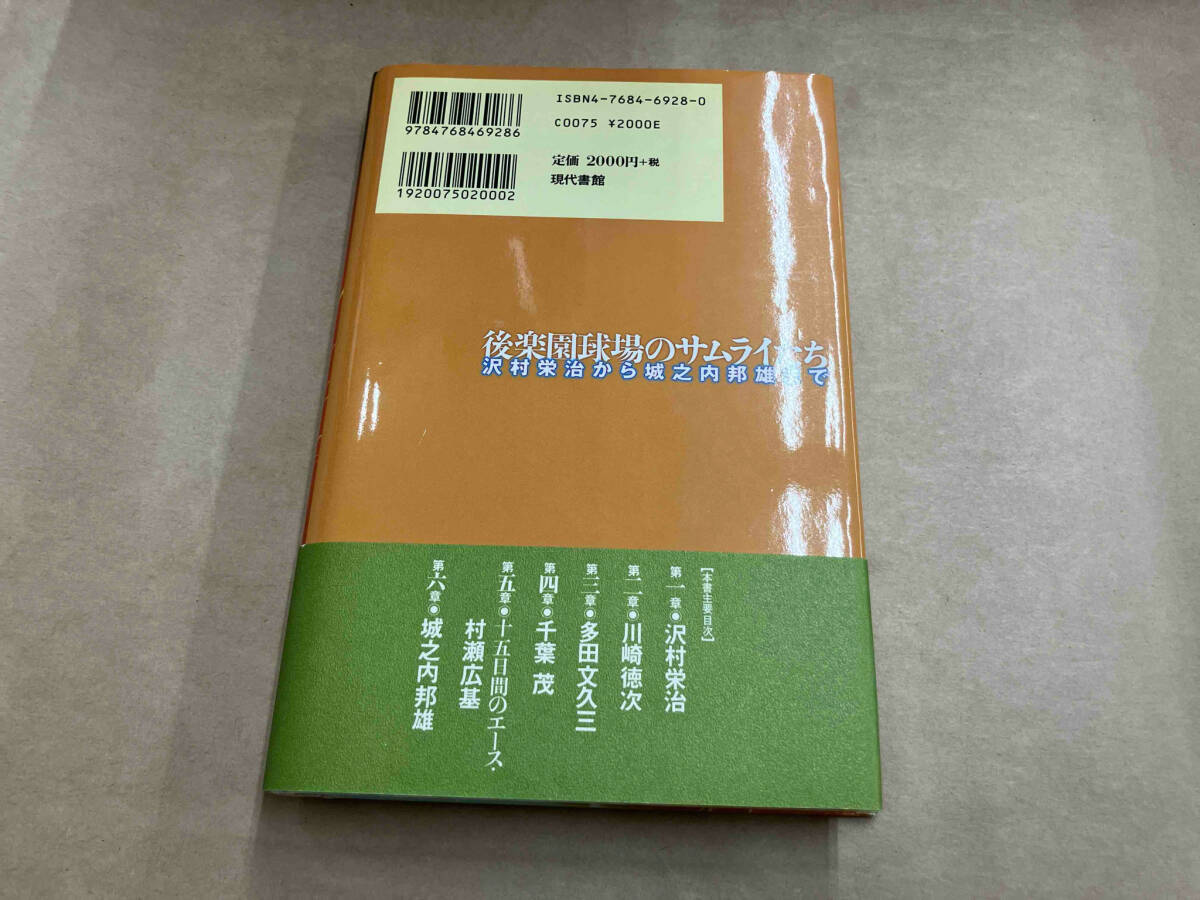 ISBN4-7684-6928-0
9784768469286
C0075 ¥2000E
定価 2000円+税
1920075020002
現代書館
後楽園球場のサムライたち
沢村栄治から城之内邦雄まで
【本書主要目次】
第一章●沢村栄治
第二章●川崎徳次
第三章●多田文久三
第四章●千葉 茂
第五章●十五日間のエース・
村瀬広基
第六章●城之内邦雄